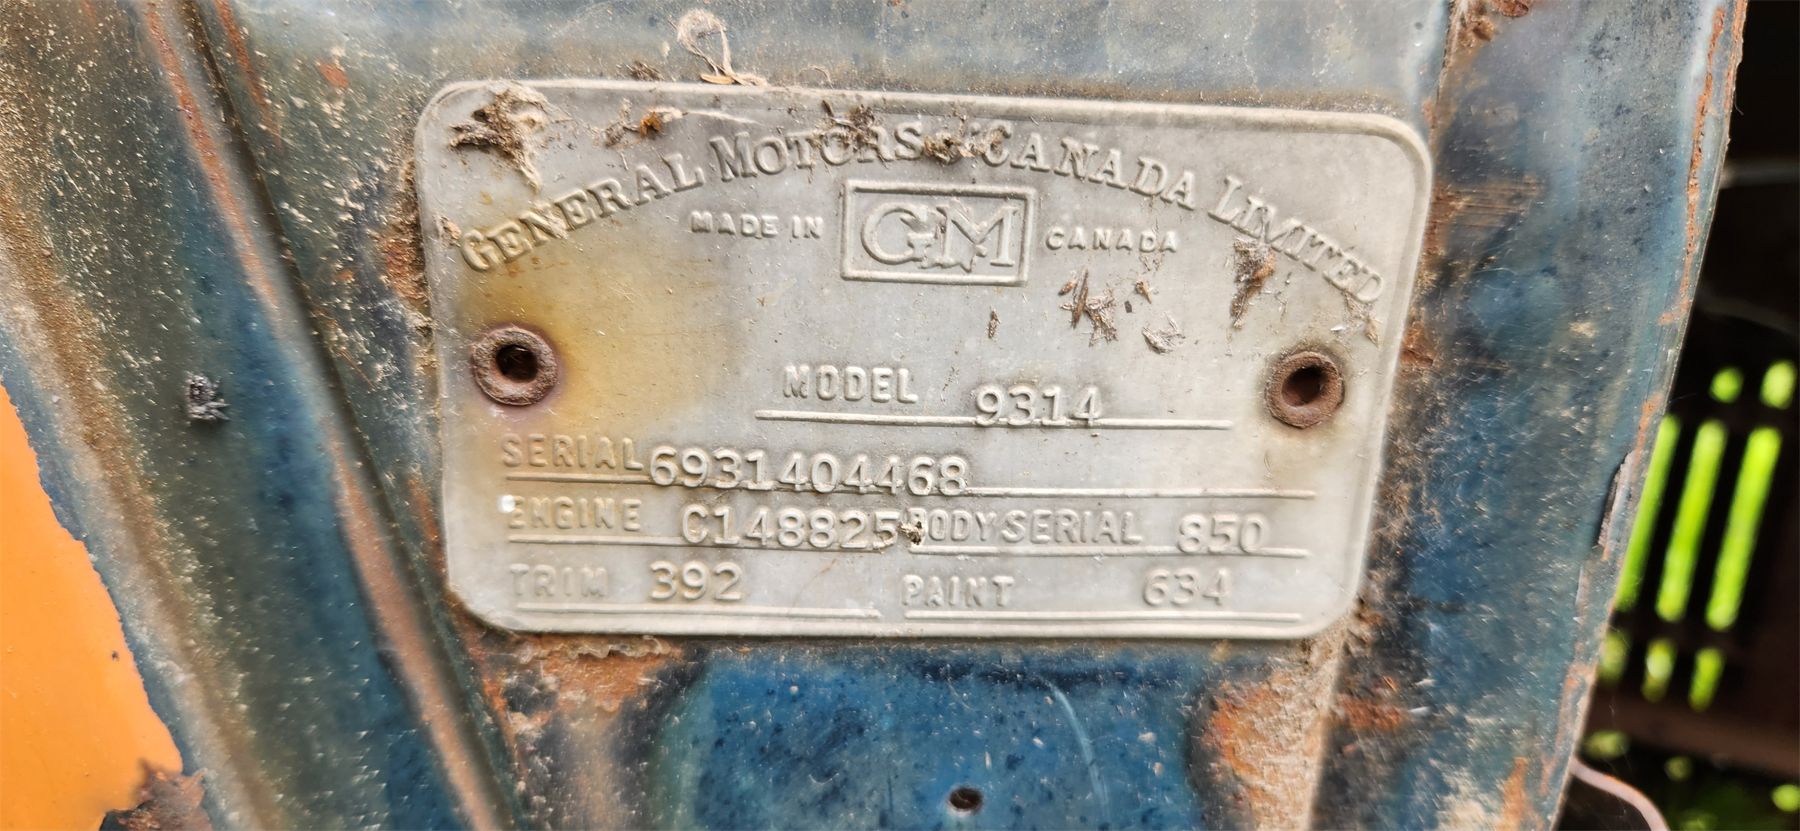 GENERAL MOTORS OF CANADA LIMITED
MADE IN GM CANADA
MODEL 9314
SERIAL 6931404468
ENGINE C148825 BODY SERIAL 850
TRIM 392 PAINT 634